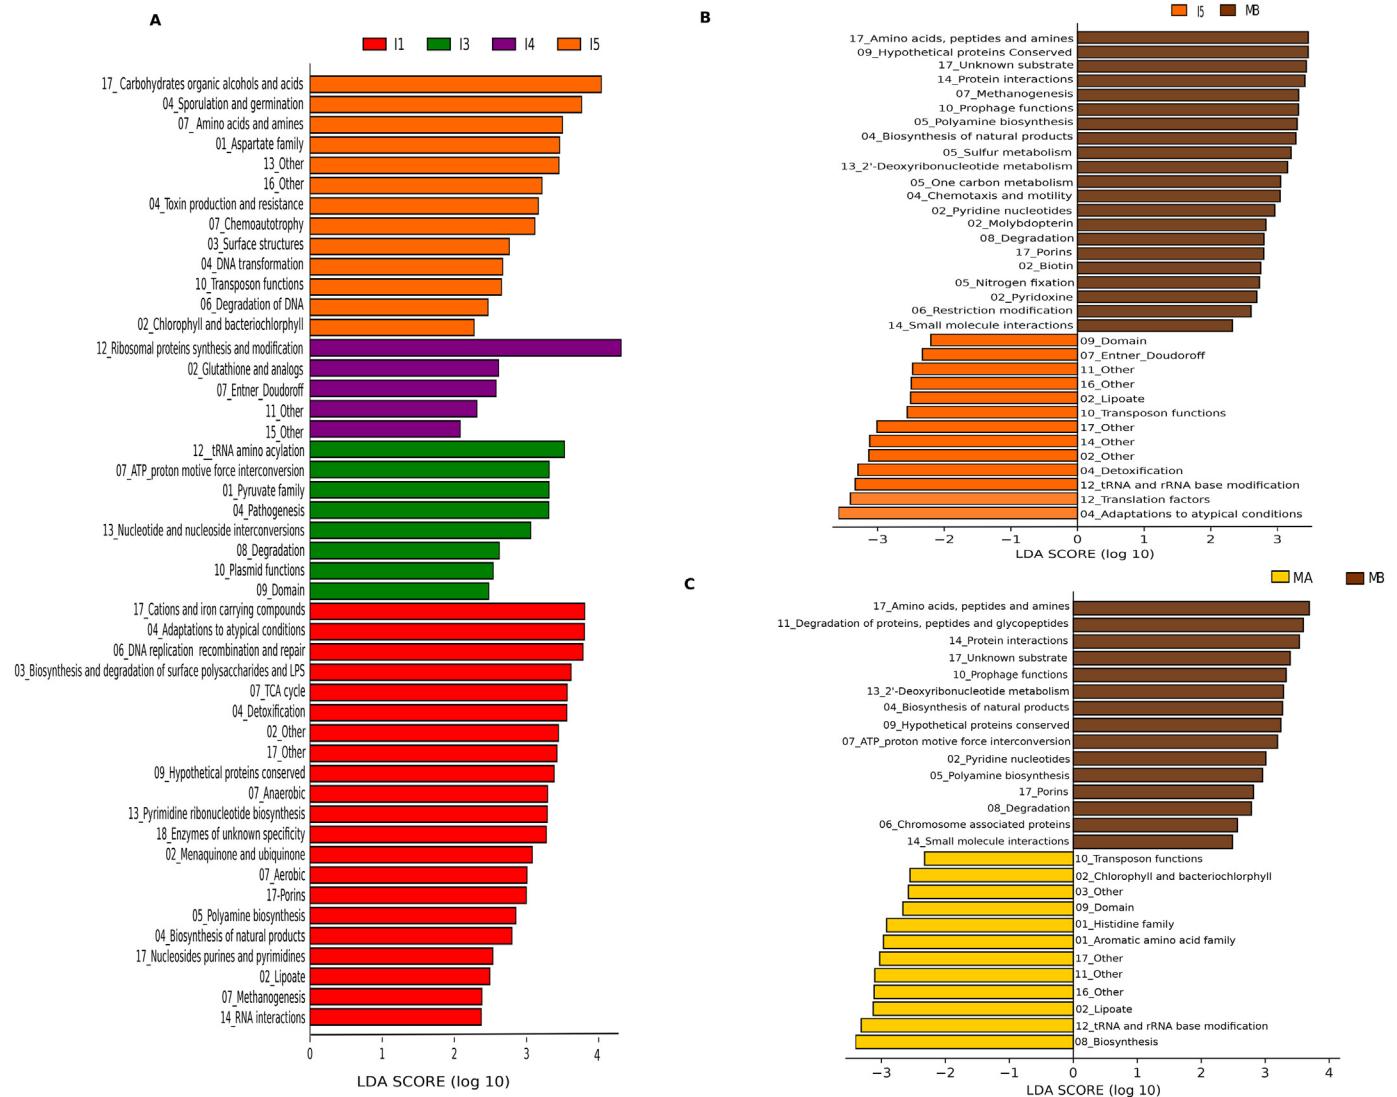 A
I1 I3 I4 I5
17_Carbohydrates organic alcohols and acids
04_Sporulation and germination
07_ Amino acids and amines
01_Aspartate family
13_Other
16_Other
04_Toxin production and resistance
07_Chemoautotrophy
03_Surface structures
04_DNA transformation
10_Transposon functions
06_Degradation of DNA
02_Chlorophyll and bacteriochlorphyll
12_Ribosomal proteins synthesis and modification
02_Glutathione and analogs
07_Entner_Doudoroff
11_Other
15_Other
12__tRNA amino acylation
07_ATP_proton motive force interconversion
01_Pyruvate family
04_Pathogenesis
13_Nucleotide and nucleoside interconversions
08_Degradation
10_Plasmid functions
09_Domain
17_Cations and iron carrying compounds
04_Adaptations to atypical conditions
06_DNA replication  recombination and repair
03_Biosynthesis and degradation of surface polysaccharides and LPS
07_TCA cycle
04_Detoxification
02_Other
17_Other
09_Hypothetical proteins conserved
07_Anaerobic
13_Pyrimidine ribonucleotide biosynthesis
18_Enzymes of unknown specificity
02_Menaquinone and ubiquinone
07_Aerobic
17-Porins
05_Polyamine biosynthesis
04_Biosynthesis of natural products
17_Nucleosides purines and pyrimidines
02_Lipoate
07_Methanogenesis
14_RNA interactions
0 1 2 3 4
LDA SCORE (log 10)
B
I5 MB
17_Amino acids, peptides and amines
09_Hypothetical proteins Conserved
17_Unknown substrate
14_Protein interactions
07_Methanogenesis
10_Prophage functions
05_Polyamine biosynthesis
04_Biosynthesis of natural products
05_Sulfur metabolism
13_2'-Deoxyribonucleotide metabolism
05_One carbon metabolism
04_Chemotaxis and motility
02_Pyridine nucleotides
02_Molybdopterin
08_Degradation
17_Porins
02_Biotin
05_Nitrogen fixation
02_Pyridoxine
06_Restriction modification
14_Small molecule interactions
09_Domain
07_Entner_Doudoroff
11_Other
16_Other
02_Lipoate
10_Transposon functions
17_Other
14_Other
02_Other
04_Detoxification
12_tRNA and rRNA base modification
12_Translation factors
04_Adaptations to atypical conditions
−3 −2 −1 0 1 2 3
LDA SCORE (log 10)
C
MA MB
17_Amino acids, peptides and amines
11_Degradation of proteins, peptides and glycopeptides
14_Protein interactions
17_Unknown substrate
10_Prophage functions
13_2'-Deoxyribonucleotide metabolism
04_Biosynthesis of natural products
09_Hypothetical proteins conserved
07_ATP_proton motive force interconversion
02_Pyridine nucleotides
05_Polyamine biosynthesis
17_Porins
08_Degradation
06_Chromosome associated proteins
14_Small molecule interactions
10_Transposon functions
02_Chlorophyll and bacteriochlorphyll
03_Other
09_Domain
01_Histidine family
01_Aromatic amino acid family
17_Other
11_Other
16_Other
02_Lipoate
12_tRNA and rRNA base modification
08_Biosynthesis
−3 −2 −1 0 1 2 3 4
LDA SCORE (log 10)